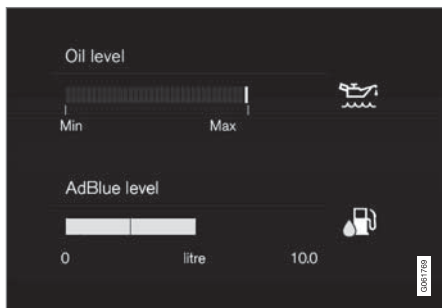 Oil level
Min Max
AdBlue level
0 litre 10.0
G061769